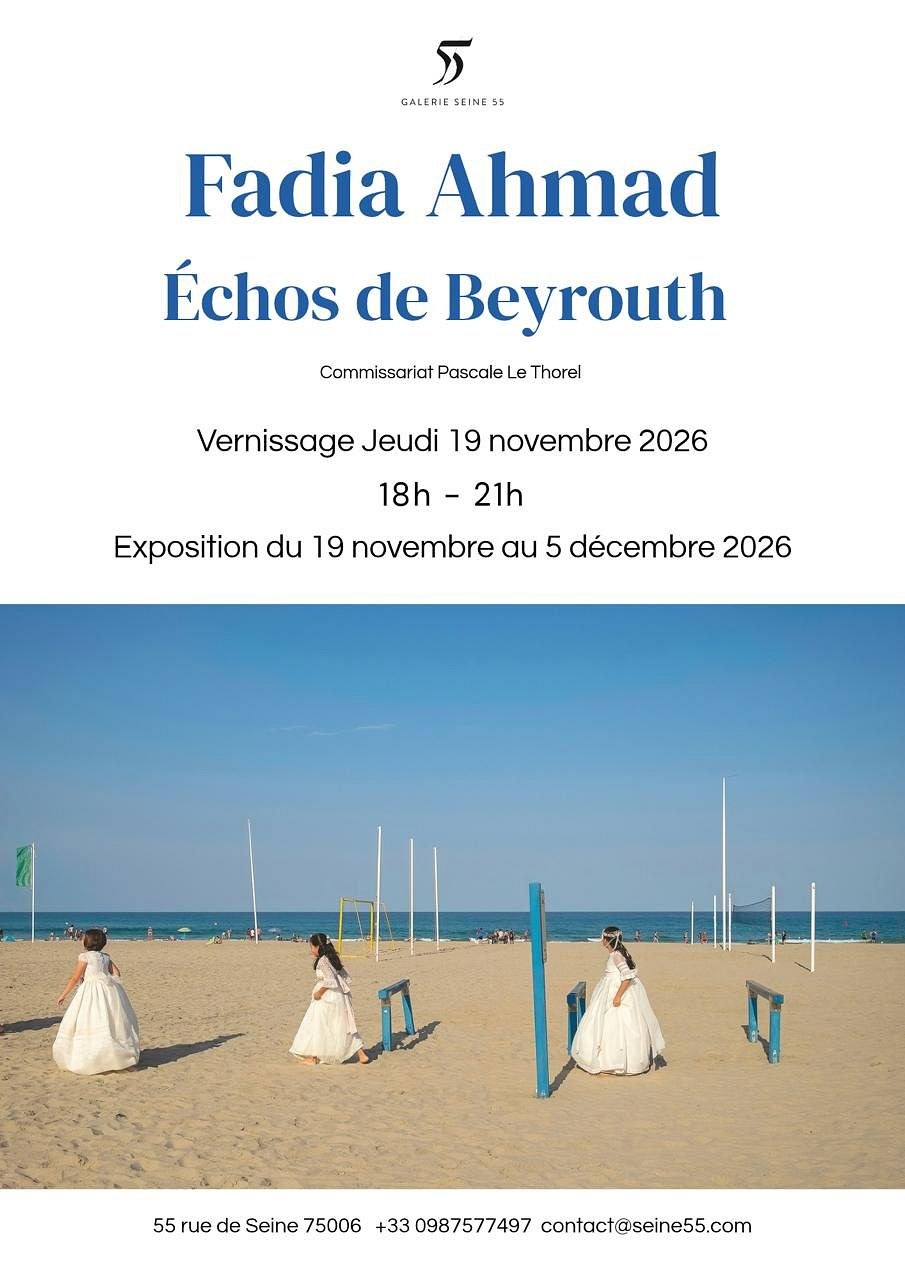 55
GALERIE SEINE 55
Fadia Ahmad
Échos de Beyrouth
Commissariat Pascale Le Thorel
Vernissage Jeudi 19 novembre 2026
18h – 21h
Exposition du 19 novembre au 5 décembre 2026
55 rue de Seine 75006 +33 0987577497 contact@seine55.com